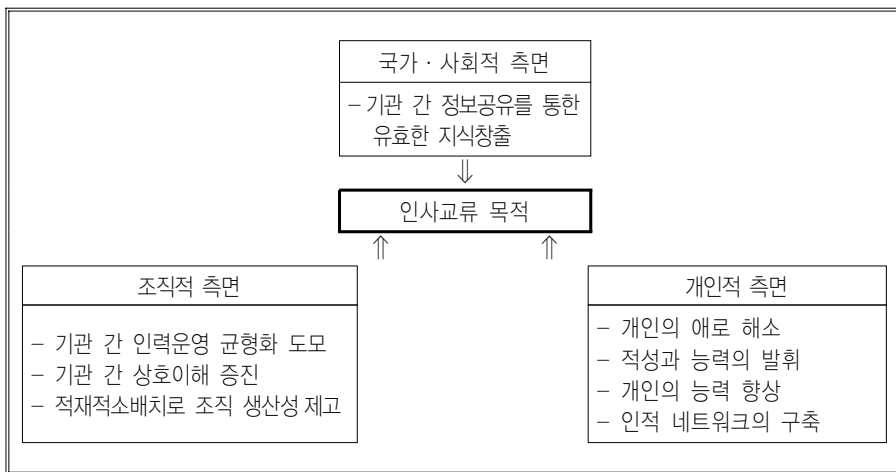 국가 · 사회적 측면
– 기관 간 정보공유를 통한
유효한 지식창출
⇓
인사교류 목적
⇑ ⇑
조직적 측면
– 기관 간 인력운영 균형화 도모
– 기관 간 상호이해 증진
– 적재적소배치로 조직 생산성 제고
개인적 측면
– 개인의 애로 해소
– 적성과 능력의 발휘
– 개인의 능력 향상
– 인적 네트워크의 구축